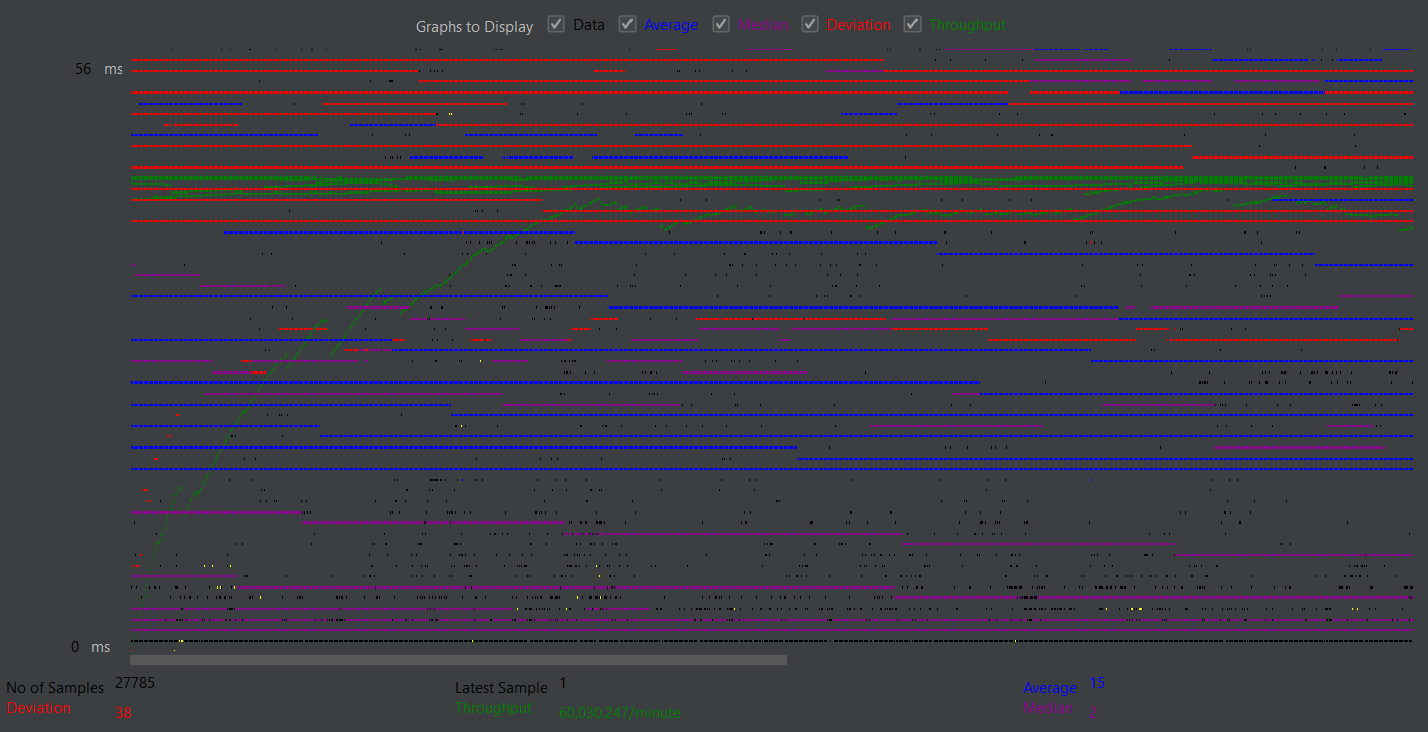 Graphs to Display Data Average Median Deviation Throughput
56 ms
0 ms
No of Samples 27785 Latest Sample 1 Average 15
Deviation 38 Throughput 60,030.247/minute Median 2